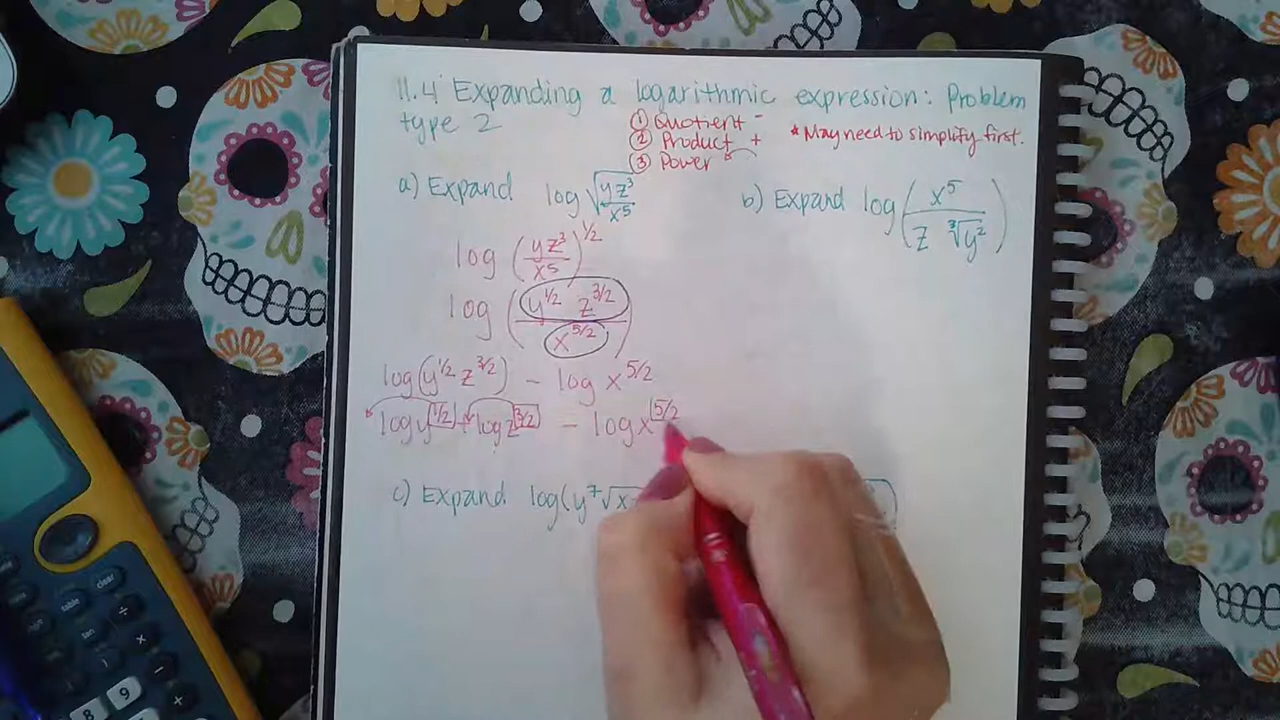 11.4 Expanding a logarithmic expression: Problem
type 2
① Quotient -
② Product +
③ Power
* May need to simplify first.
a) Expand log √(yz³/x⁵)
b) Expand log(x⁵/(z ∛y²))
log (yz³/x⁵)^1/2
log (y^1/2 z^3/2 / x^5/2)
log(y^1/2 z^3/2) - log x^5/2
log y^1/2 + log z^3/2 - log x^5/2
c) Expand log(y⁷√x
9
8